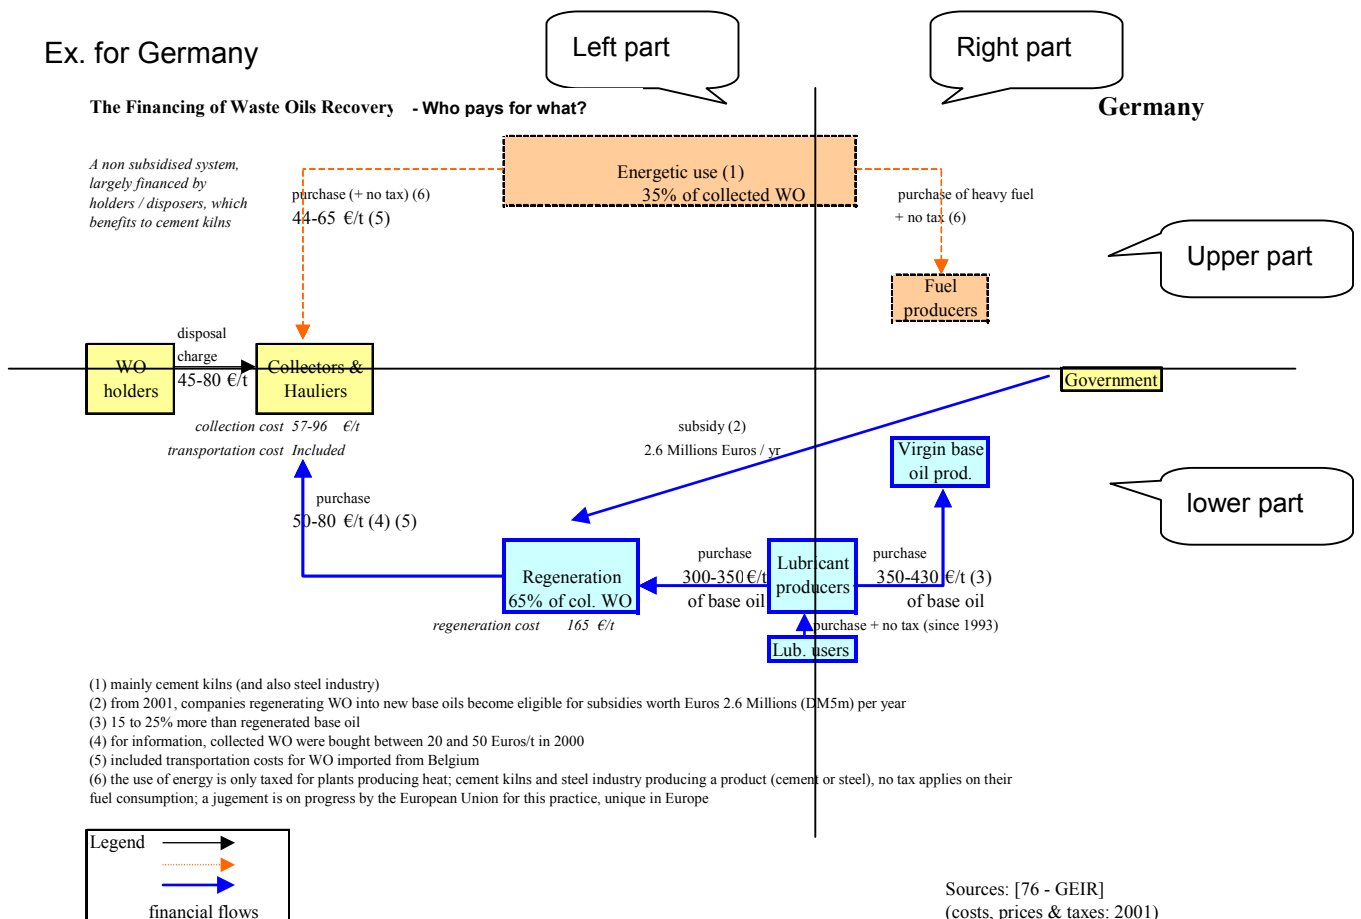 Ex. for Germany
Left part
Right part
The Financing of Waste Oils Recovery - Who pays for what?
Germany
A non subsidised system,
largely financed by
holders / disposers, which
benefits to cement kilns
purchase (+ no tax) (6)
44-65 €/t (5)
Energetic use (1)
35% of collected WO
purchase of heavy fuel
+ no tax (6)
Upper part
Fuel
producers
disposal
charge
45-80 €/t
WO
holders
Collectors &
Hauliers
Government
collection cost 57-96 €/t
transportation cost Included
subsidy (2)
2.6 Millions Euros / yr
Virgin base
oil prod.
lower part
purchase
50-80 €/t (4) (5)
Regeneration
65% of col. WO
regeneration cost 165 €/t
purchase
300-350 €/t
of base oil
Lubricant
producers
purchase
350-430 €/t (3)
of base oil
purchase + no tax (since 1993)
Lub. users
(1) mainly cement kilns (and also steel industry)
(2) from 2001, companies regenerating WO into new base oils become eligible for subsidies worth Euros 2.6 Millions (DM5m) per year
(3) 15 to 25% more than regenerated base oil
(4) for information, collected WO were bought between 20 and 50 Euros/t in 2000
(5) included transportation costs for WO imported from Belgium
(6) the use of energy is only taxed for plants producing heat; cement kilns and steel industry producing a product (cement or steel), no tax applies on their
fuel consumption; a jugement is on progress by the European Union for this practice, unique in Europe
Legend
financial flows
Sources: [76 - GEIR]
(costs, prices & taxes: 2001)